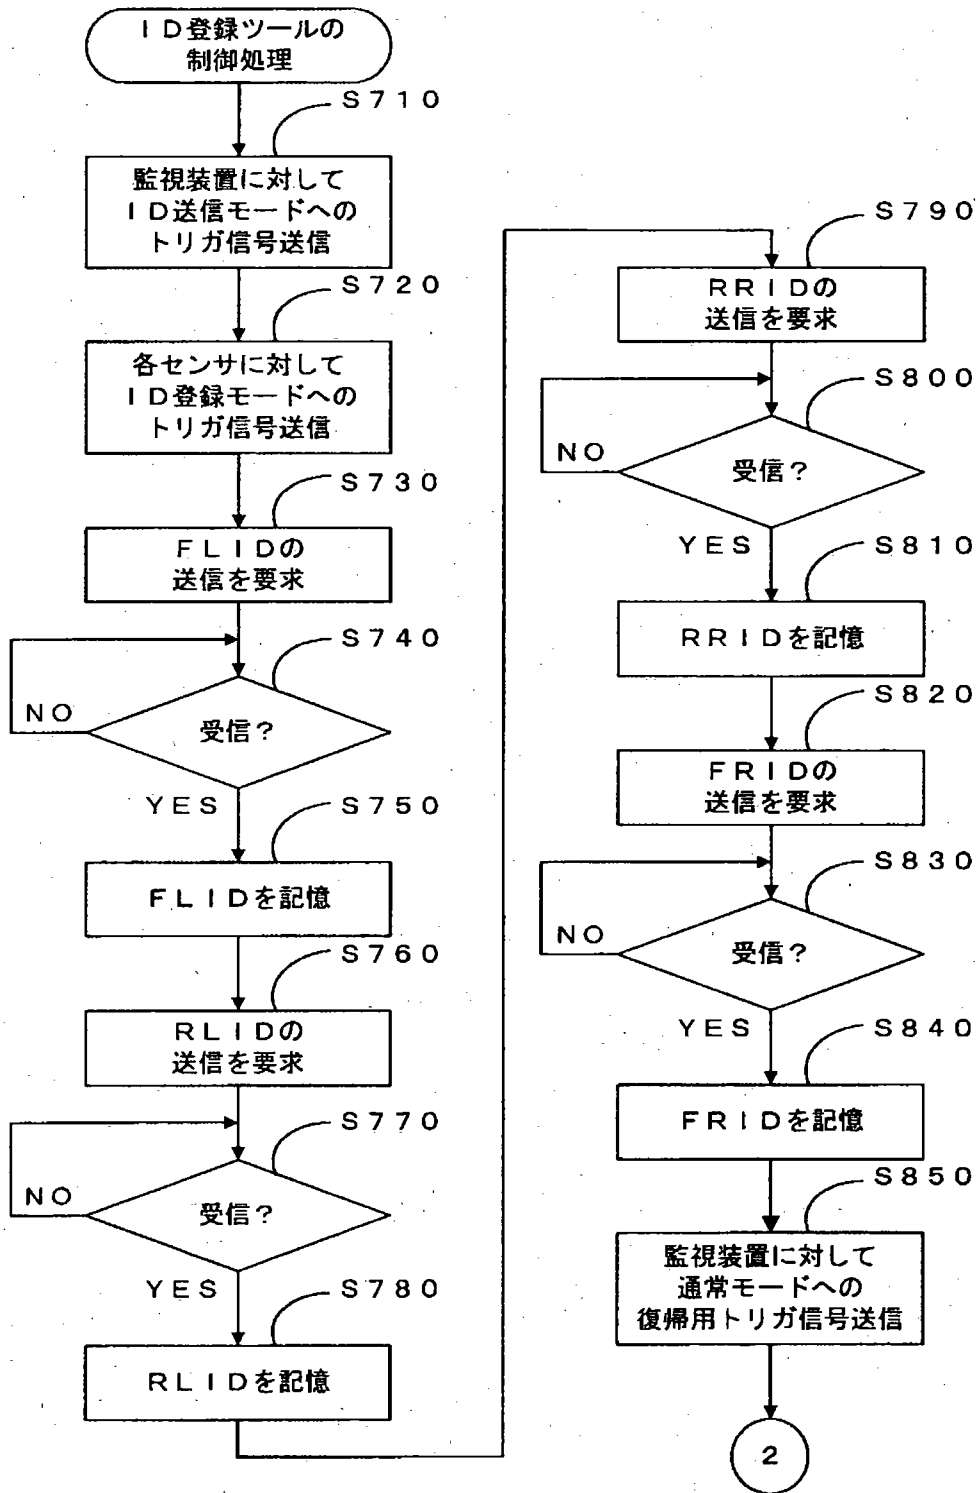 ID登録ツールの
制御処理
S710
監視装置に対して
ID送信モードへの
トリガ信号送信
S720
各センサに対して
ID登録モードへの
トリガ信号送信
S730
FLIDの
送信を要求
S740
受信?
NO
YES
S750
FLIDを記憶
S760
RLIDの
送信を要求
S770
受信?
NO
YES
S780
RLIDを記憶
S790
RRIDの
送信を要求
S800
受信?
NO
YES
S810
RRIDを記憶
S820
FRIDの
送信を要求
S830
受信?
NO
YES
S840
FRIDを記憶
S850
監視装置に対して
通常モードへの
復帰用トリガ信号送信
2